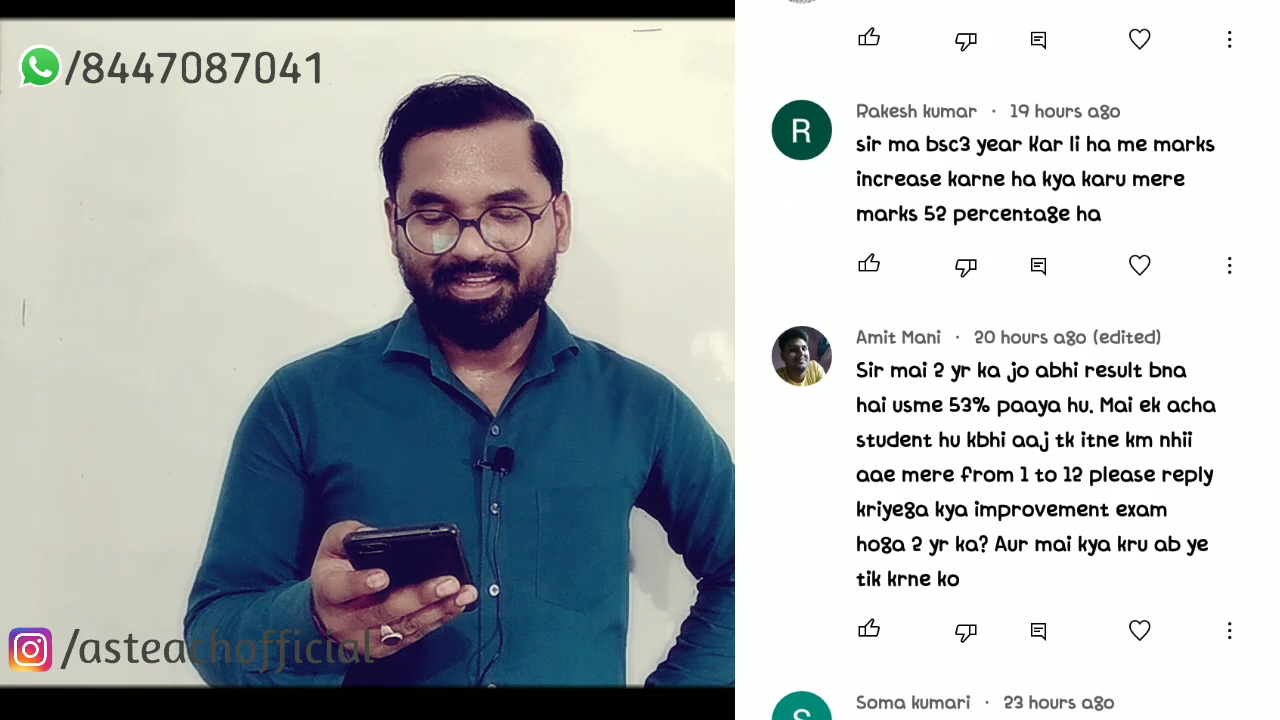 /8447087041
/asteachofficial
Rakesh kumar · 19 hours ago
R
sir ma bsc3 year Kar li ha me marks
increase karne ha kya karu mere
marks 52 percentage ha
Amit Mani · 20 hours ago (edited)
Sir mai 2 yr ka jo abhi result bna
hai usme 53% paaya hu. Mai ek acha
student hu kbhi aaj tk itne km nhii
aae mere from 1 to 12 please reply
kriyega kya improvement exam
hoga 2 yr ka? Aur mai kya kru ab ye
tik krne ko
Soma kumari · 23 hours ago
S